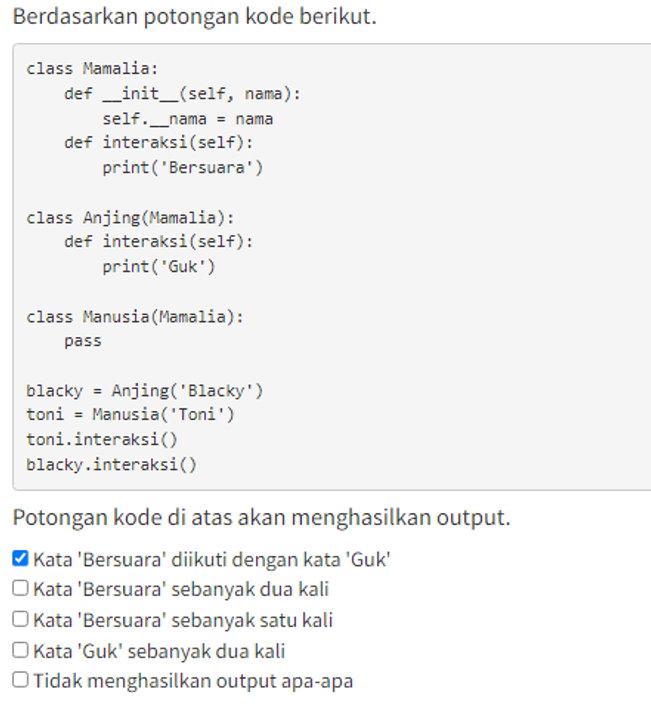 Berdasarkan potongan kode berikut.
class Mamalia:
    def __init__(self, nama):
        self.__nama = nama
    def interaksi(self):
        print('Bersuara')
class Anjing(Mamalia):
    def interaksi(self):
        print('Guk')
class Manusia(Mamalia):
    pass
blacky = Anjing('Blacky')
toni = Manusia('Toni')
toni.interaksi()
blacky.interaksi()
Potongan kode di atas akan menghasilkan output.
Kata 'Bersuara' diikuti dengan kata 'Guk'
Kata 'Bersuara' sebanyak dua kali
Kata 'Bersuara' sebanyak satu kali
Kata 'Guk' sebanyak dua kali
Tidak menghasilkan output apa-apa